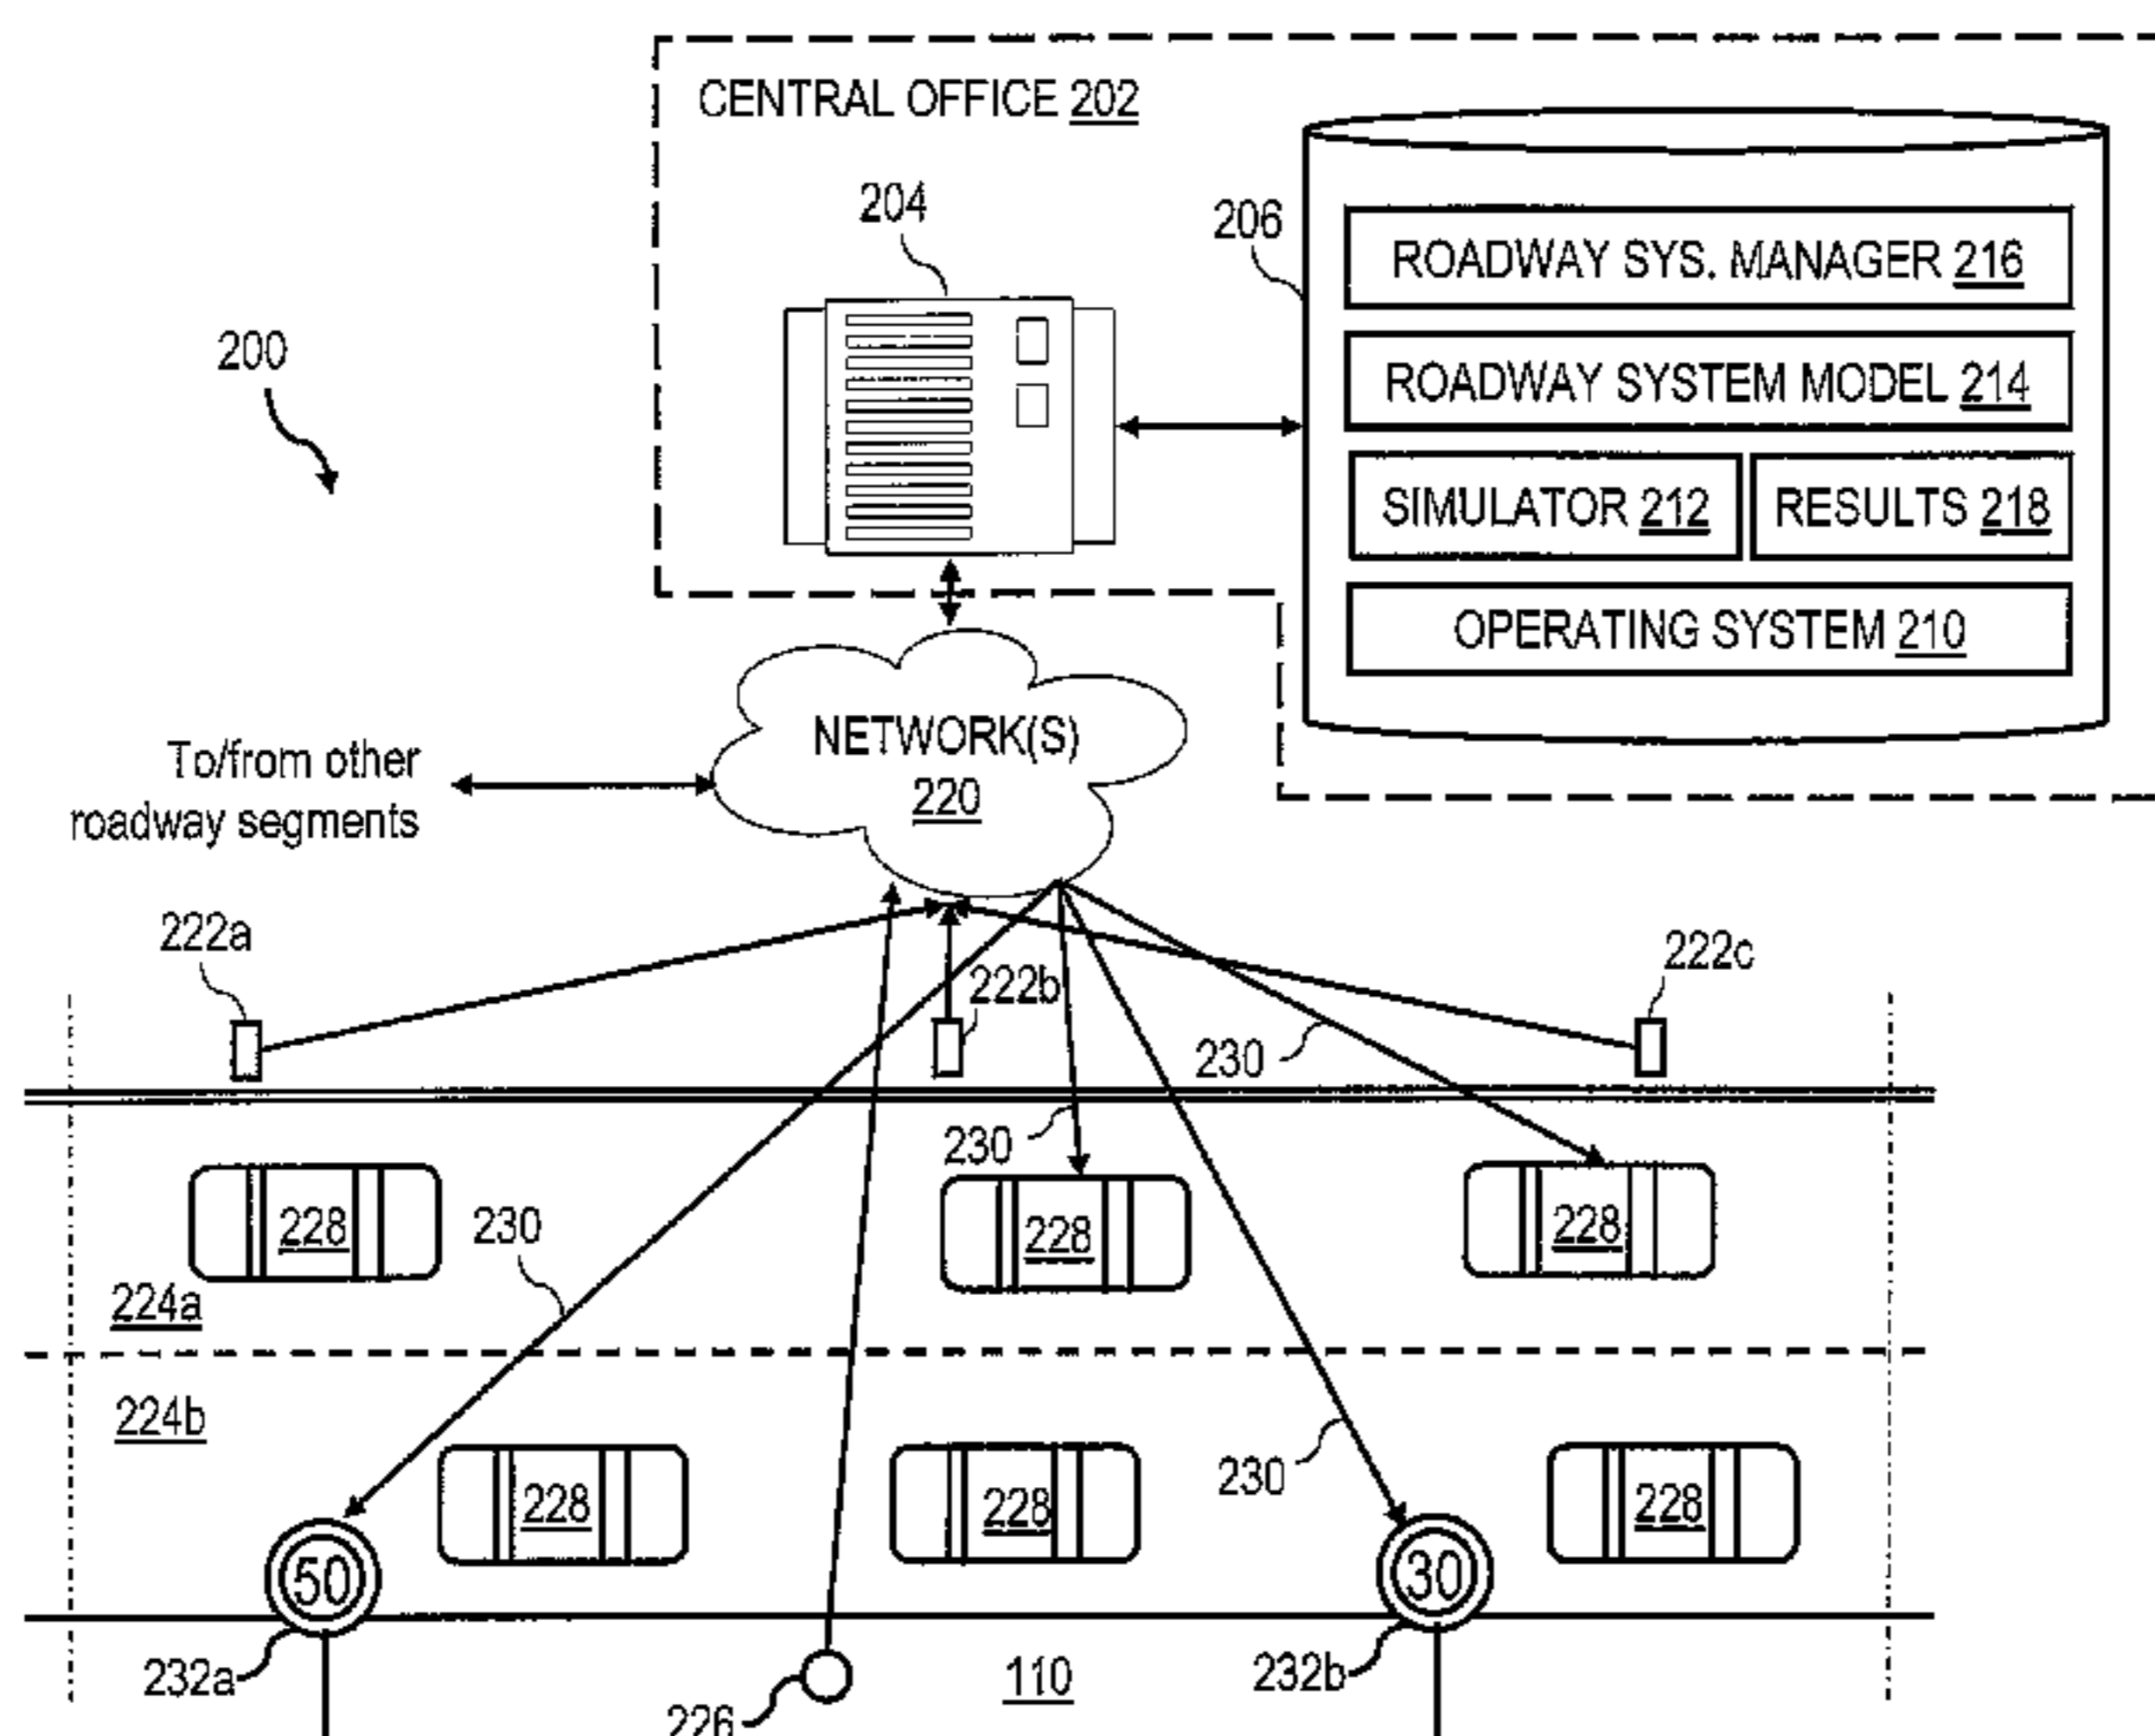 CENTRAL OFFICE 202
204
206
ROADWAY SYS. MANAGER 216
ROADWAY SYSTEM MODEL 214
SIMULATOR 212
RESULTS 218
OPERATING SYSTEM 210
200
NETWORK(S)
220
To/from other
roadway segments
222a
222b
222c
230
230
228
228
228
230
224a
224b
228
228
228
230
50
30
232a
226
110
232b